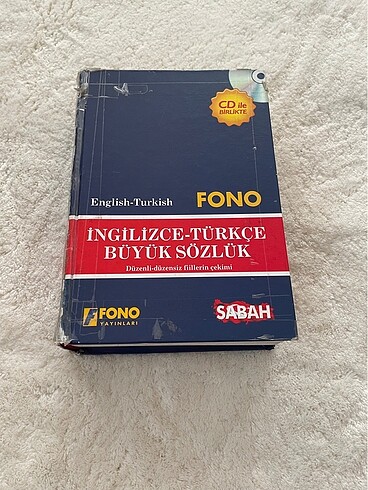 CD ile
BİRLİKTE
English-Turkish FONO
İNGİLİZCE-TÜRKÇE
BÜYÜK SÖZLÜK
Düzenli-düzensiz fiillerin çekimi
FONO
YAYINLARI
SABAH